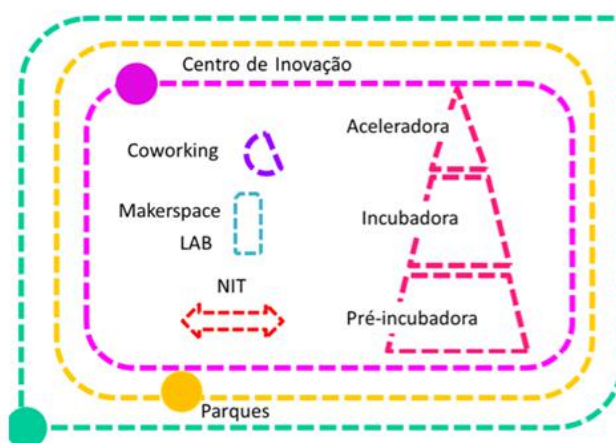 Centro de Inovação
Aceleradora
Coworking
Makerspace
LAB
Incubadora
NIT
Pré-incubadora
Parques